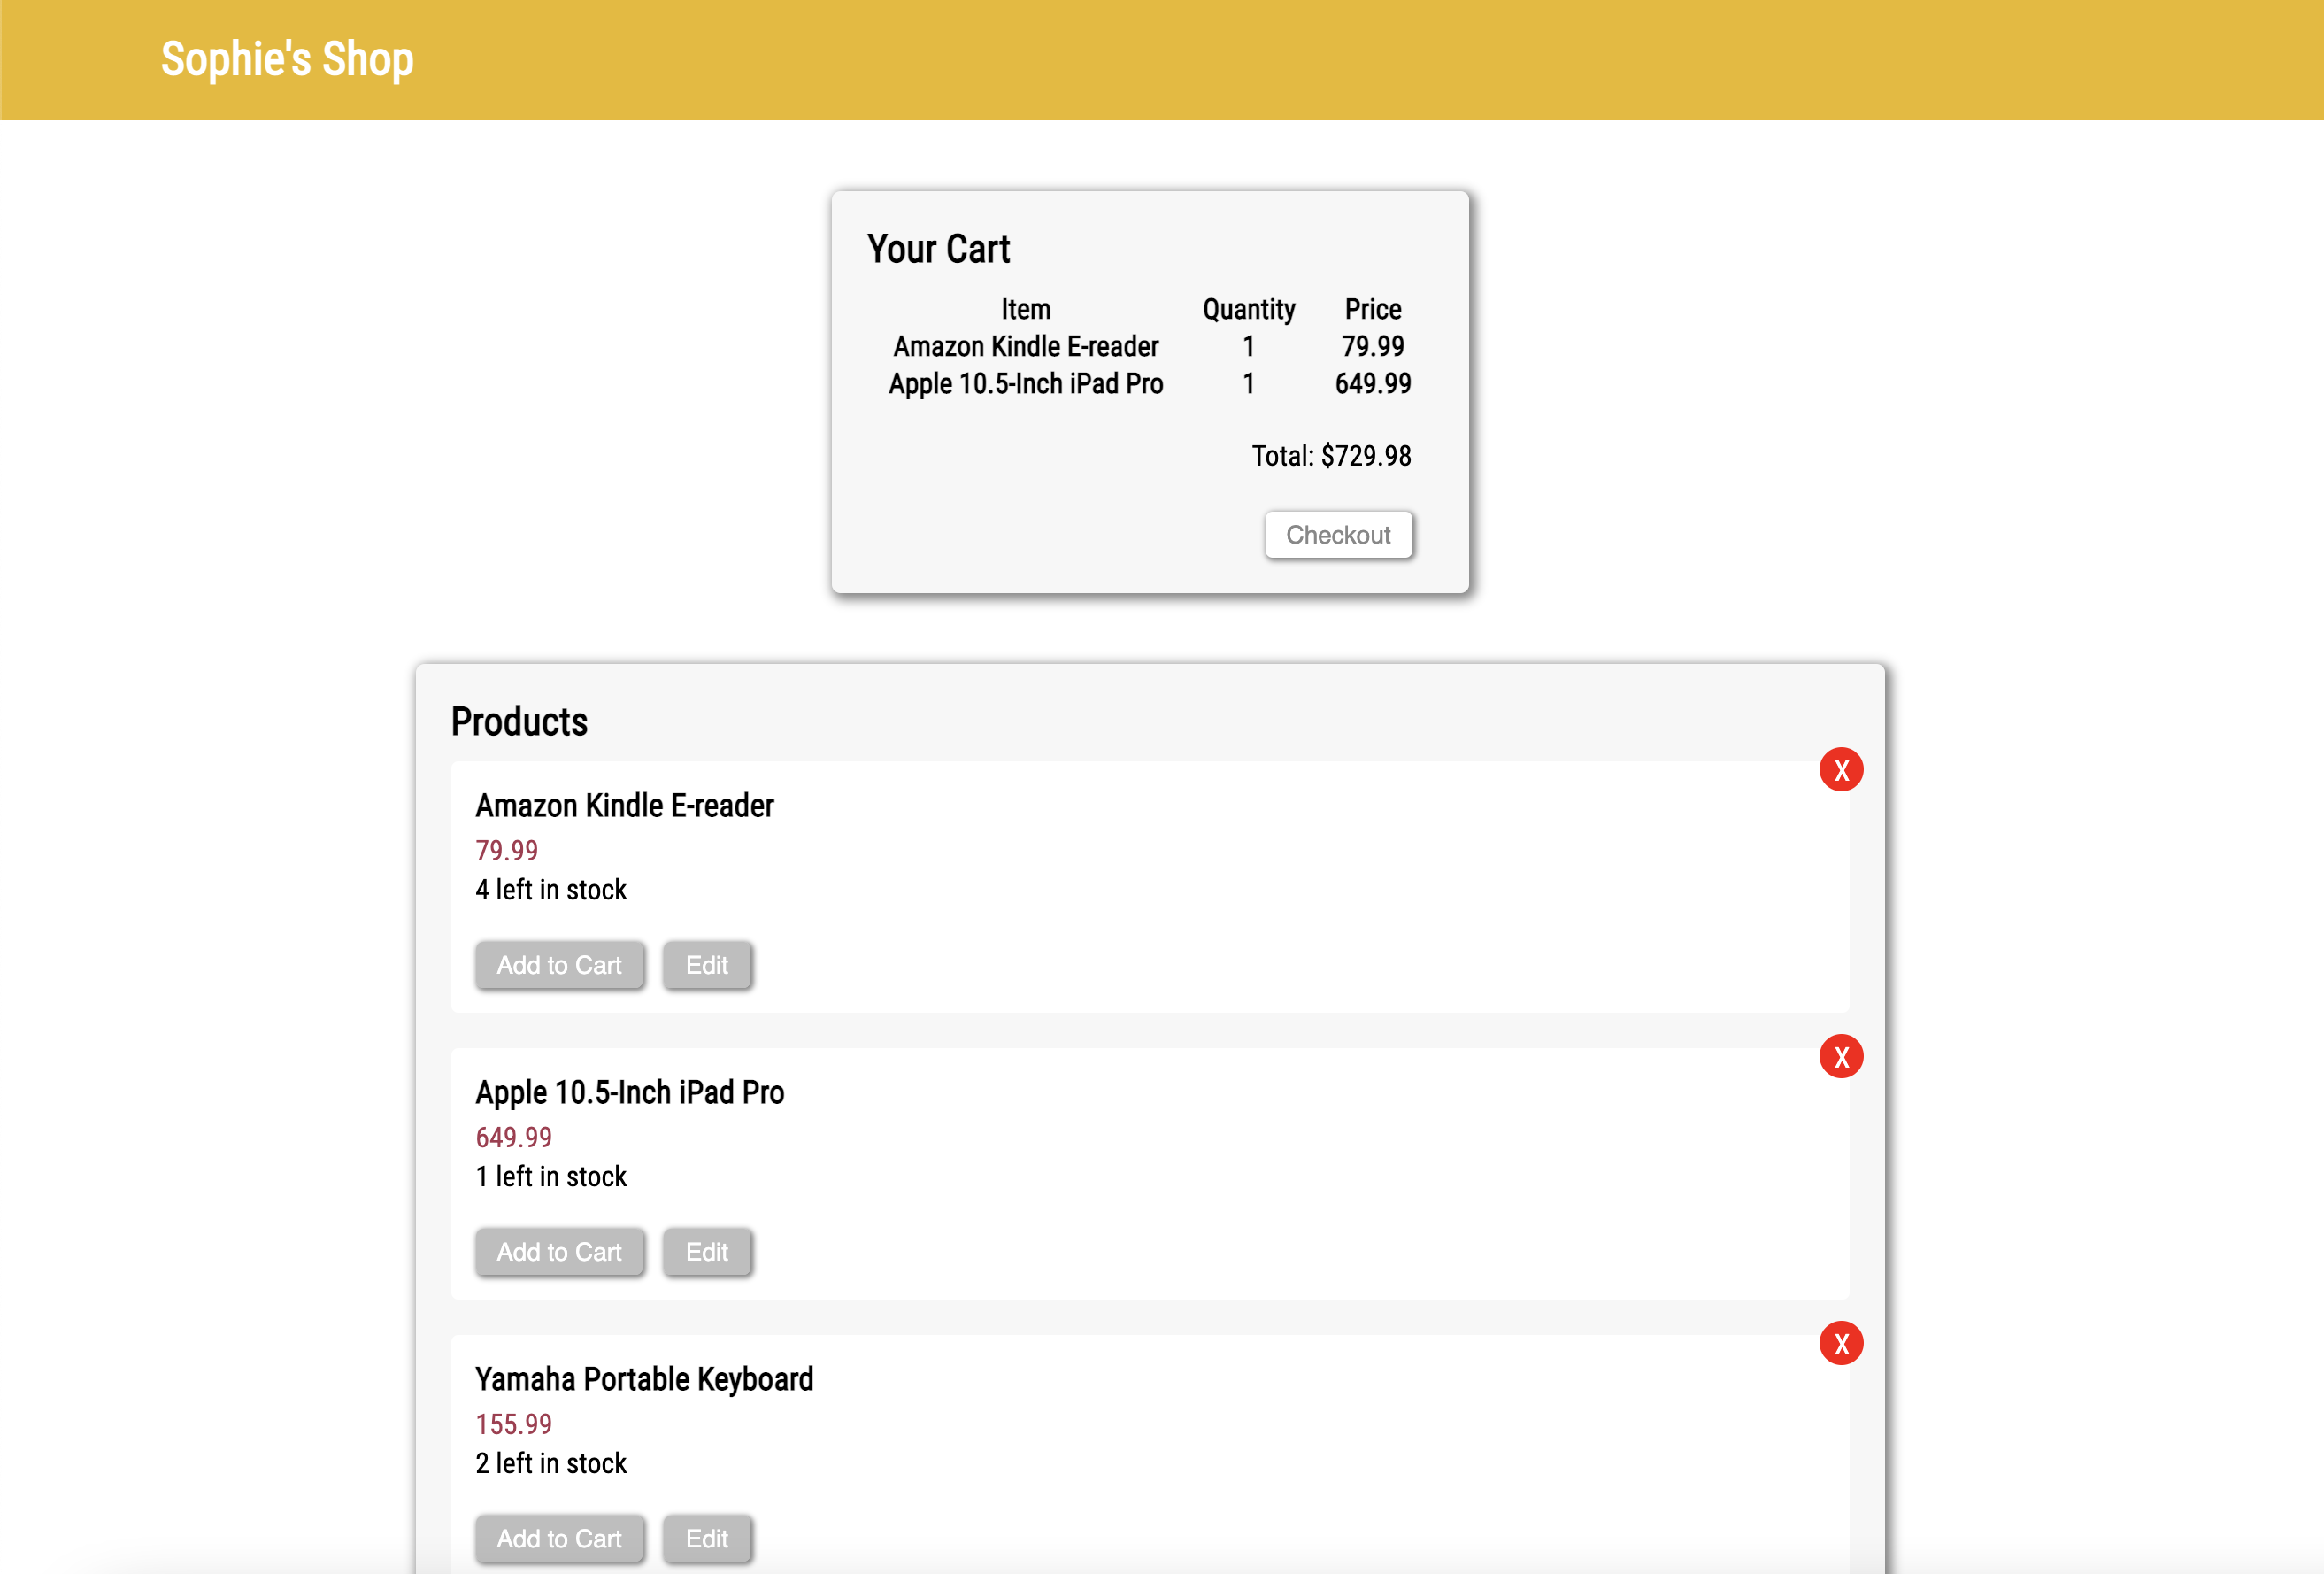 Sophie's Shop
Your Cart
Item Quantity Price
Amazon Kindle E-reader 1 79.99
Apple 10.5-Inch iPad Pro 1 649.99
Total: $729.98
Checkout
Products
X
Amazon Kindle E-reader
79.99
4 left in stock
Add to Cart Edit
X
Apple 10.5-Inch iPad Pro
649.99
1 left in stock
Add to Cart Edit
X
Yamaha Portable Keyboard
155.99
2 left in stock
Add to Cart Edit